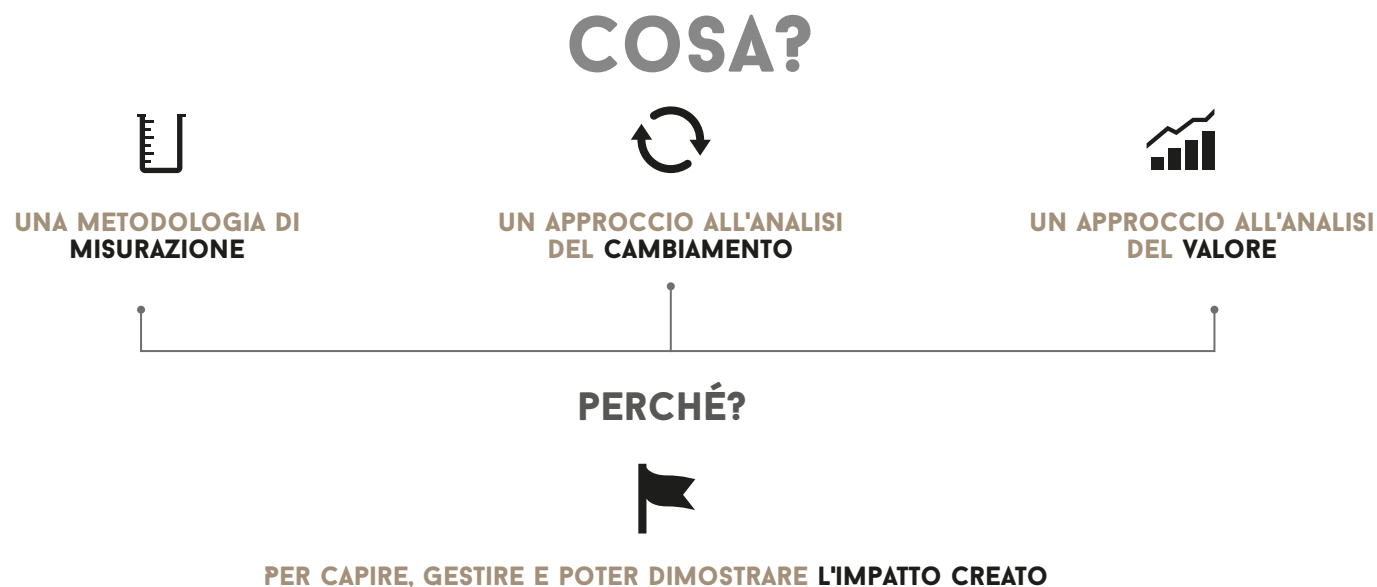 COSA?
UNA METODOLOGIA DI
MISURAZIONE
UN APPROCCIO ALL'ANALISI
DEL CAMBIAMENTO
UN APPROCCIO ALL'ANALISI
DEL VALORE
PERCHÉ?
PER CAPIRE, GESTIRE E POTER DIMOSTRARE L'IMPATTO CREATO